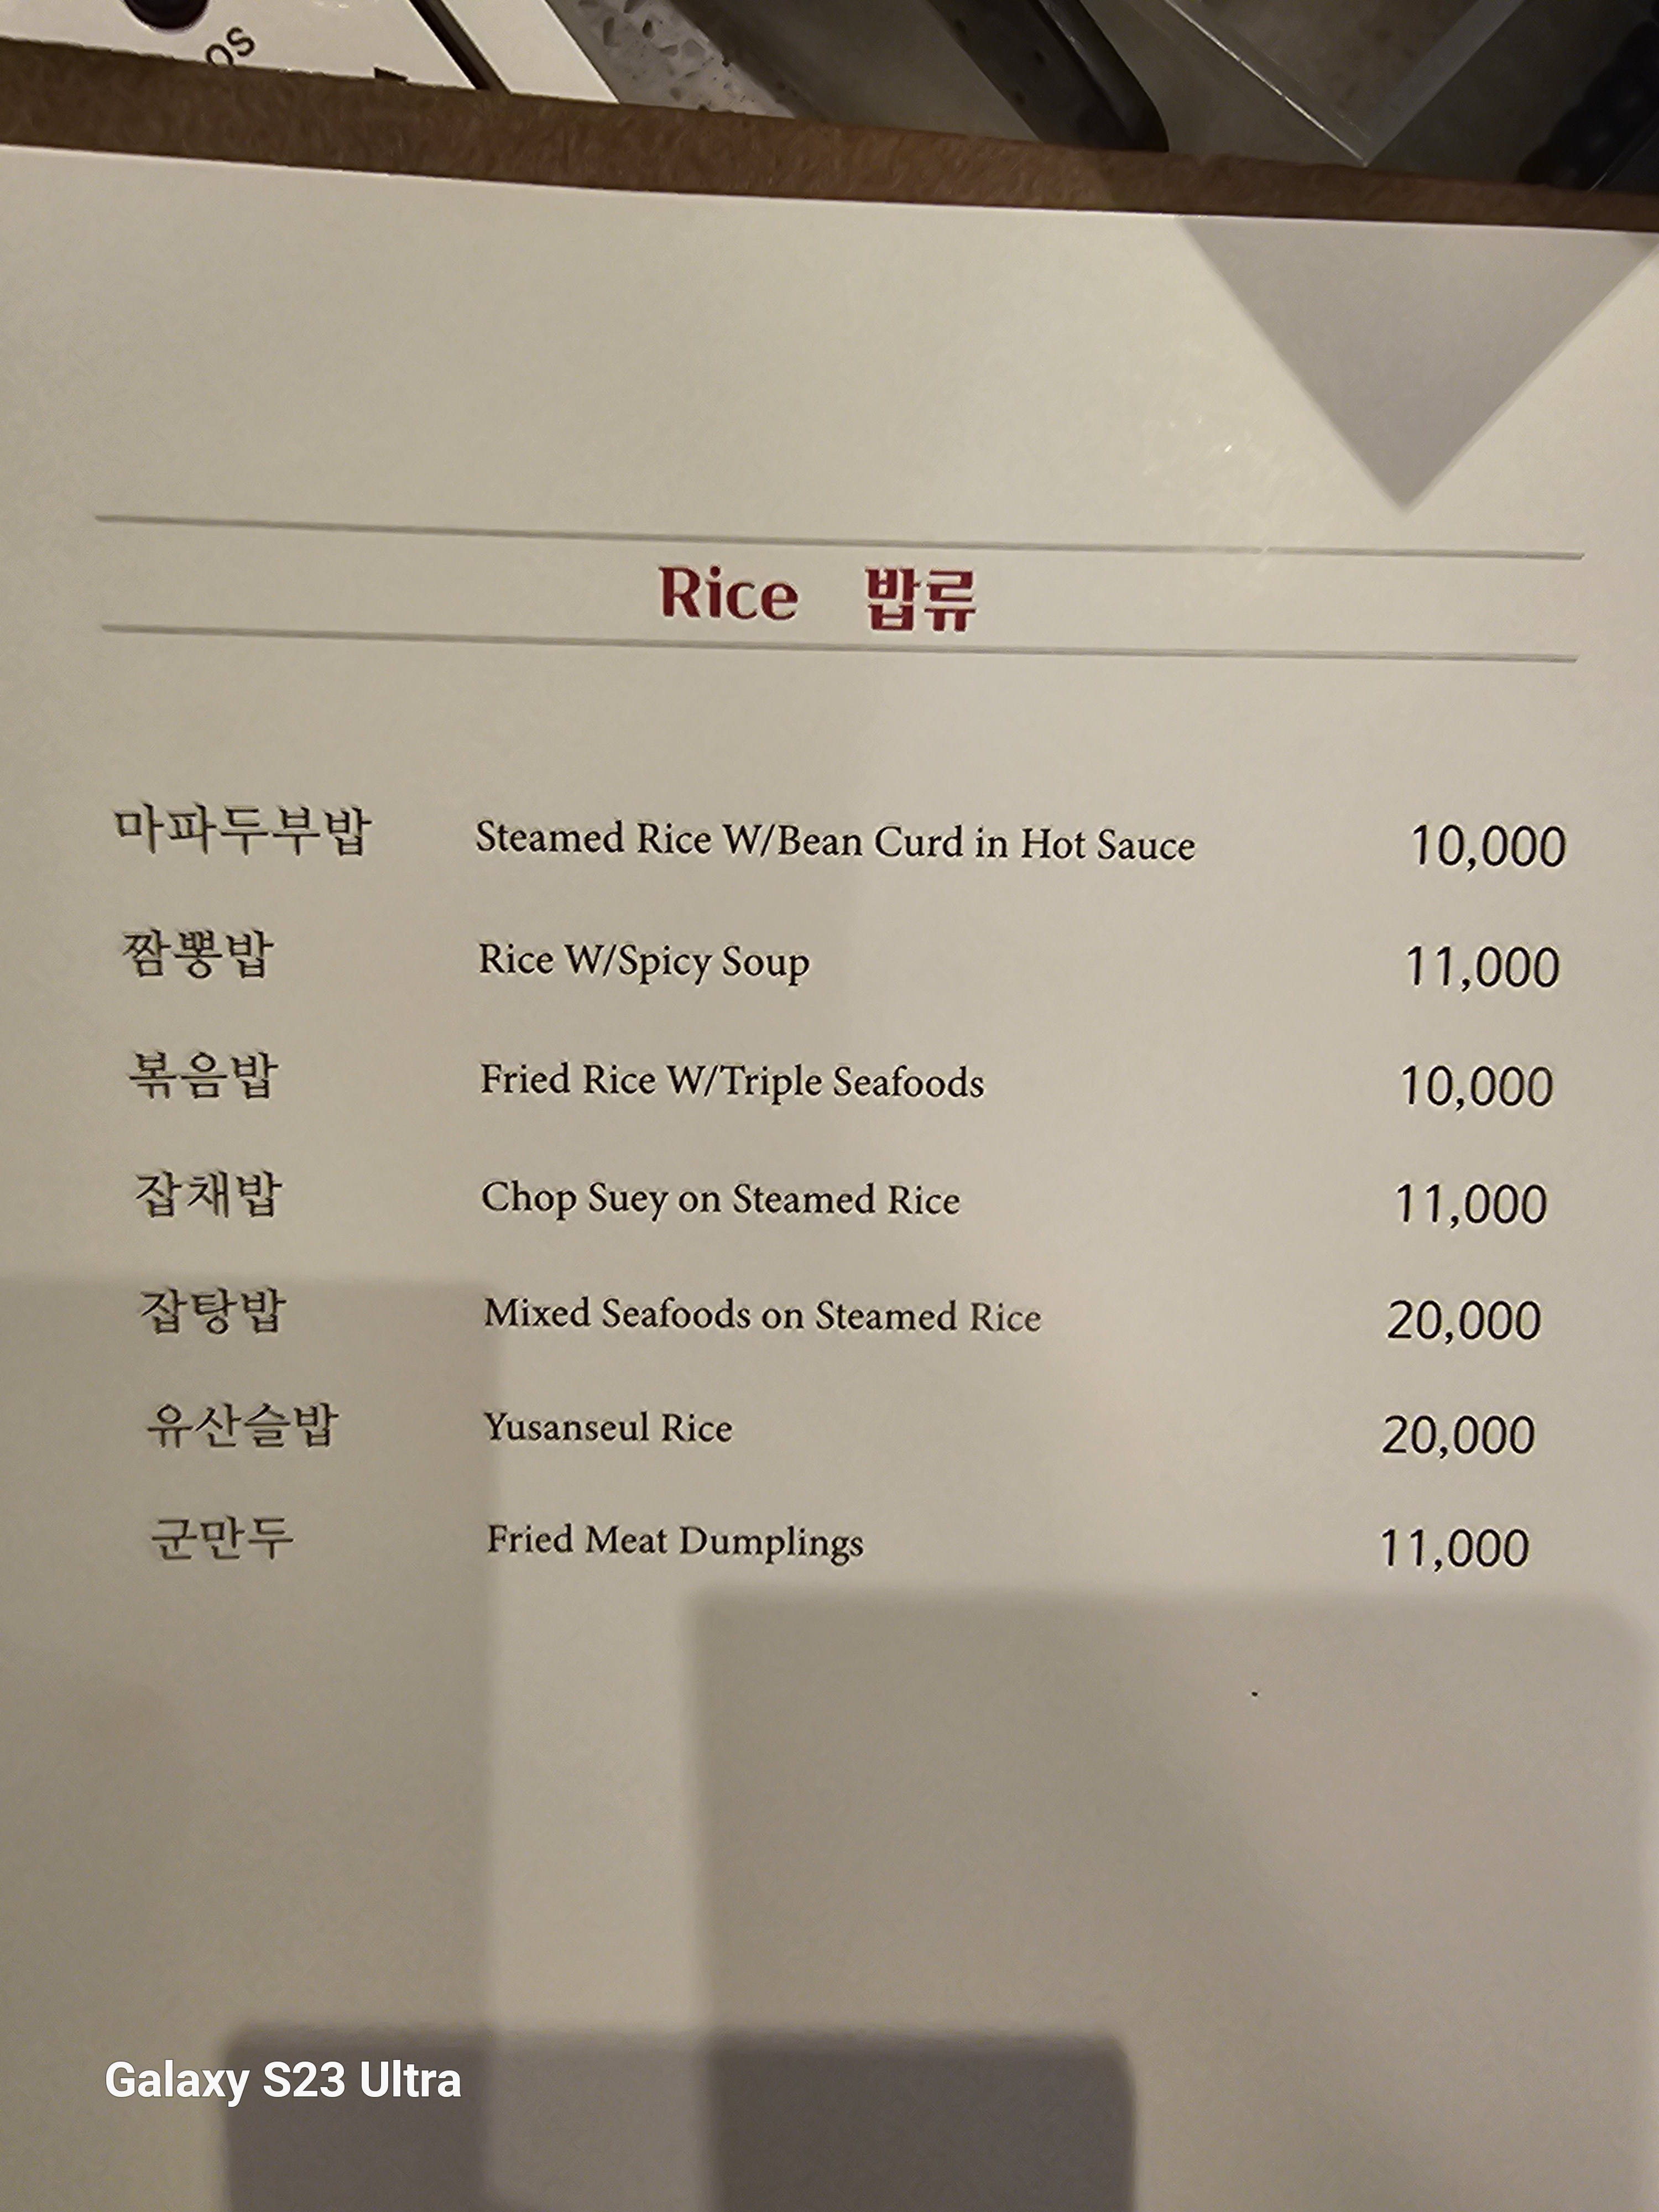 os
Rice 밥류
마파두부밥 Steamed Rice W/Bean Curd in Hot Sauce 10,000
짬뽕밥 Rice W/Spicy Soup 11,000
볶음밥 Fried Rice W/Triple Seafoods 10,000
잡채밥 Chop Suey on Steamed Rice 11,000
잡탕밥 Mixed Seafoods on Steamed Rice 20,000
유산슬밥 Yusanseul Rice 20,000
군만두 Fried Meat Dumplings 11,000
Galaxy S23 Ultra